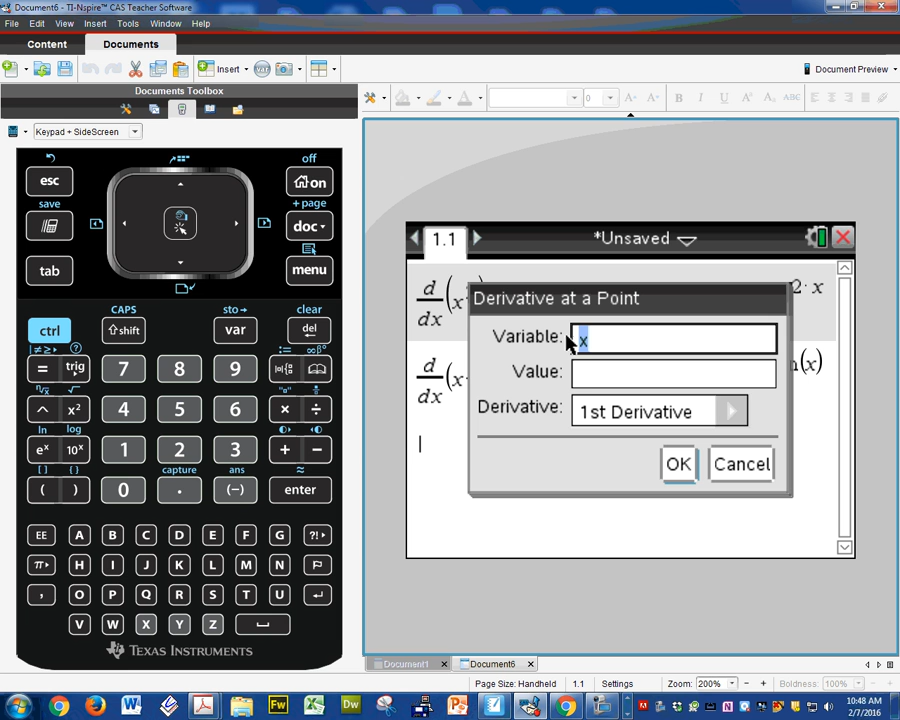 Document6 - TI-Nspire™ CAS Teacher Software
File Edit View Insert Tools Window Help
Content Documents
Insert
Document Preview
Documents Toolbox
0
B I U
Keypad + SideScreen
off
esc
on
save
+ page
doc
tab
menu
CAPS sto→ clear
ctrl shift var del
= trig 7 8 9
^ x² 4 5 6 × ÷
ln log
eˣ 10ˣ 1 2 3 + −
[ ] { } capture ans ≈
( ) 0 . (−) enter
EE A B C D E F ?!▸
π▸ H I J K L M N
, O P Q R S T U
V W X Y Z
TEXAS INSTRUMENTS
1.1 *Unsaved
d/dx(x 2·x
Derivative at a Point
Variable: x
d/dx(x· n(x)
Value:
Derivative: 1st Derivative
OK Cancel
Document1 Document6
Page Size: Handheld 1.1 Settings Zoom: 200% − + Boldness: 100% − +
10:48 AM
2/7/2016